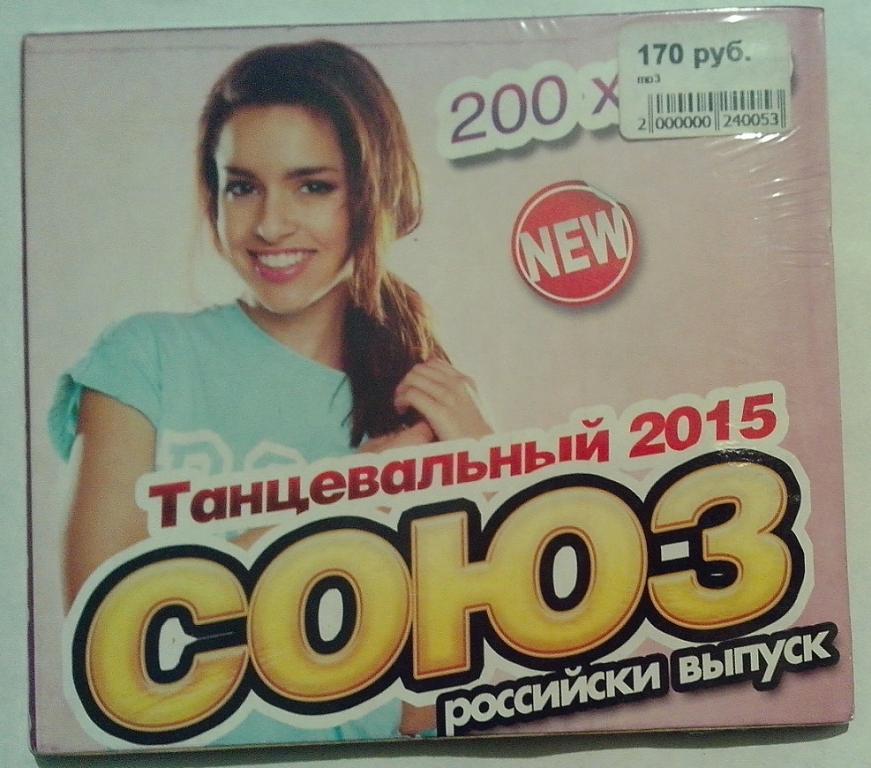 170 руб.
mp3
2 000000 240053
200 х
NEW
Танцевальный 2015
СОЮЗ
российски выпуск